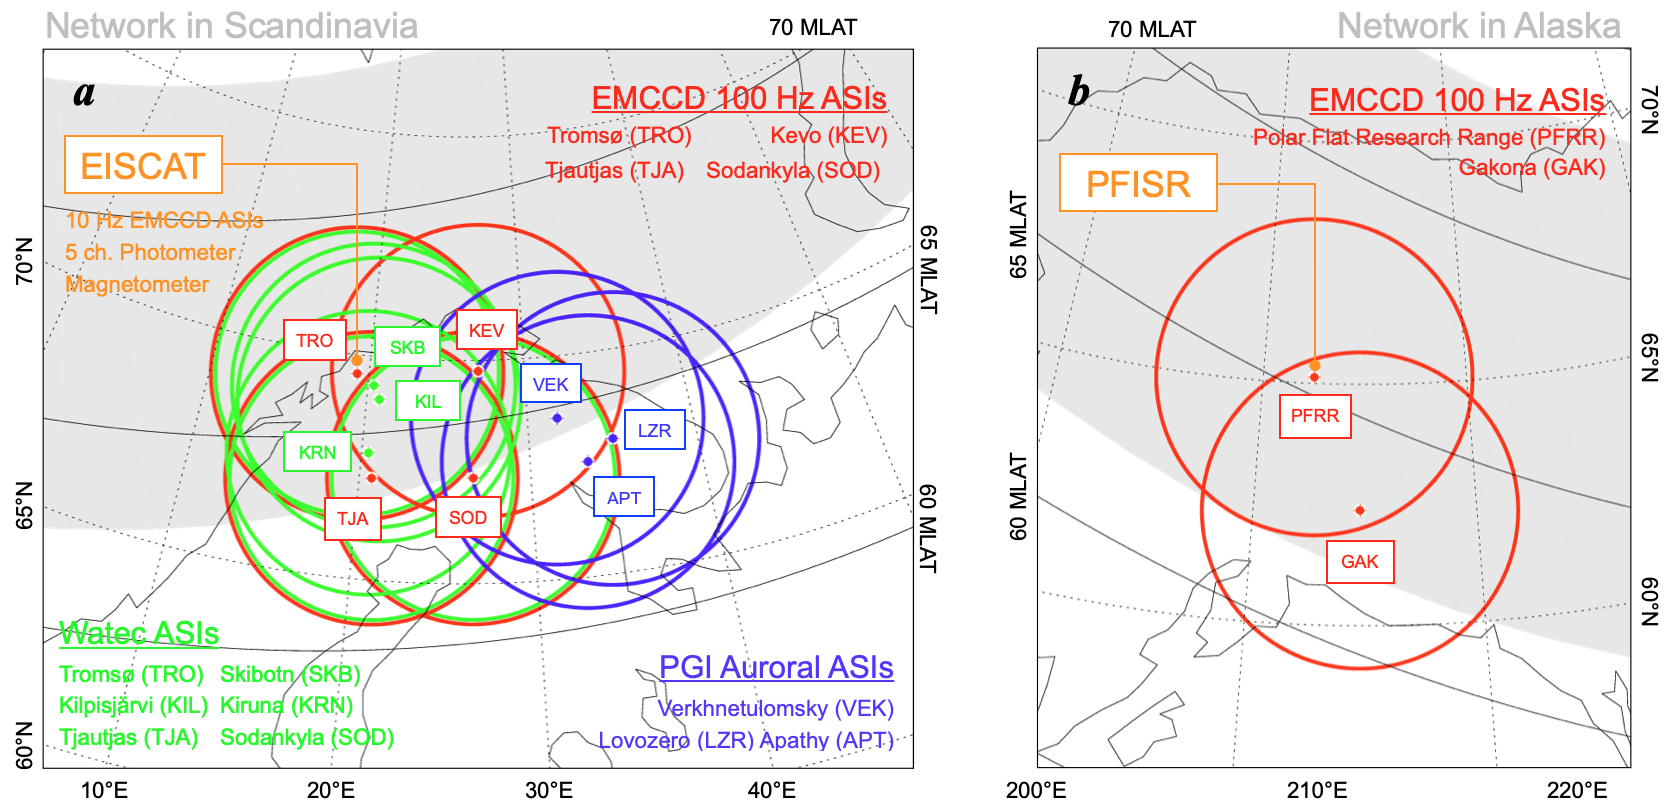 Network in Scandinavia
70 MLAT
a
EMCCD 100 Hz ASIs
Tromsø (TRO) Kevo (KEV)
Tjautjas (TJA) Sodankyla (SOD)
EISCAT
10 Hz EMCCD ASIs
5 ch. Photometer
Magnetometer
70°N
65°N
60°N
65 MLAT
60 MLAT
TRO
SKB
KEV
KIL
VEK
LZR
KRN
APT
TJA
SOD
Watec ASIs
Tromsø (TRO) Skibotn (SKB)
Kilpisjärvi (KIL) Kiruna (KRN)
Tjautjas (TJA) Sodankyla (SOD)
PGI Auroral ASIs
Verkhnetulomsky (VEK)
Lovozero (LZR) Apathy (APT)
10°E 20°E 30°E 40°E
70 MLAT
Network in Alaska
b
EMCCD 100 Hz ASIs
Polar Flat Research Range (PFRR)
Gakona (GAK)
PFISR
65 MLAT
60 MLAT
70°N
65°N
60°N
PFRR
GAK
200°E 210°E 220°E